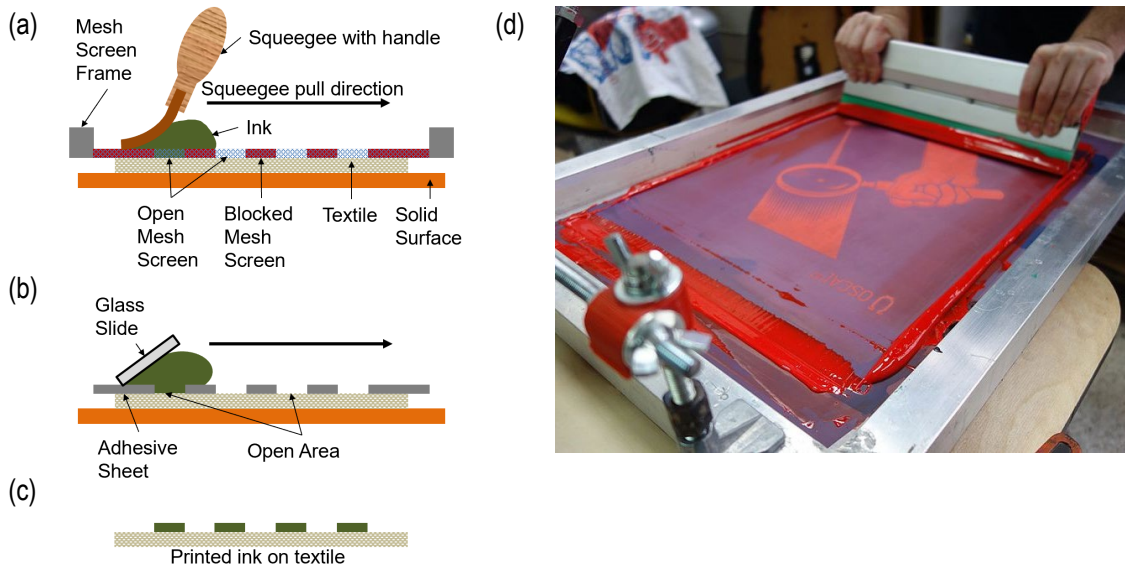 (a)
Mesh
Screen
Frame
Squeegee with handle
Squeegee pull direction
Ink
Open
Mesh
Screen
Blocked
Mesh
Screen
Textile
Solid
Surface
(b)
Glass
Slide
Adhesive
Sheet
Open Area
(c)
Printed ink on textile
(d)